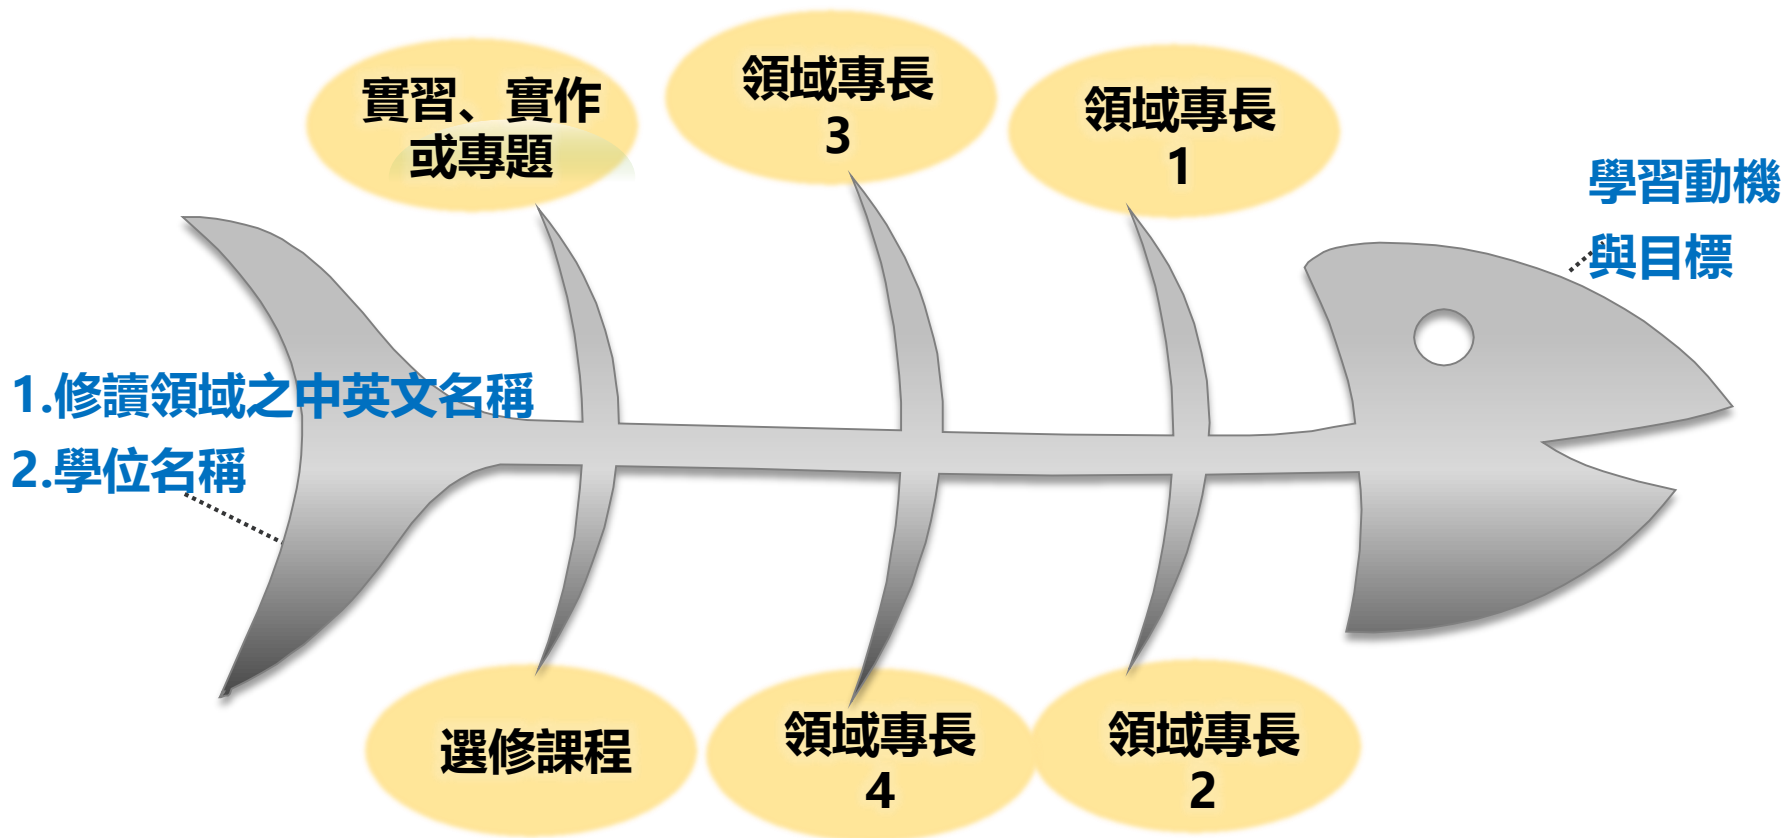 實習、實作
或專題
領域專長
3
領域專長
1
學習動機
與目標
1.修讀領域之中英文名稱
2.學位名稱
選修課程
領域專長
4
領域專長
2